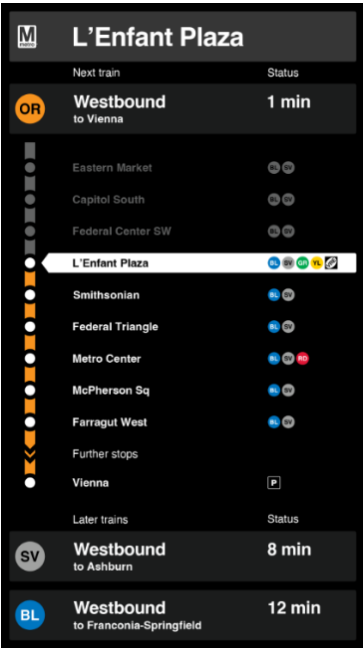 M
metro
L'Enfant Plaza
Next train Status
OR Westbound 1 min
to Vienna
Eastern Market BL SV
Capitol South BL SV
Federal Center SW BL SV
L'Enfant Plaza BL SV GR YL
Smithsonian BL SV
Federal Triangle BL SV
Metro Center BL SV RD
McPherson Sq BL SV
Farragut West BL SV
Further stops
Vienna P
Later trains Status
SV Westbound 8 min
to Ashburn
BL Westbound 12 min
to Franconia-Springfield